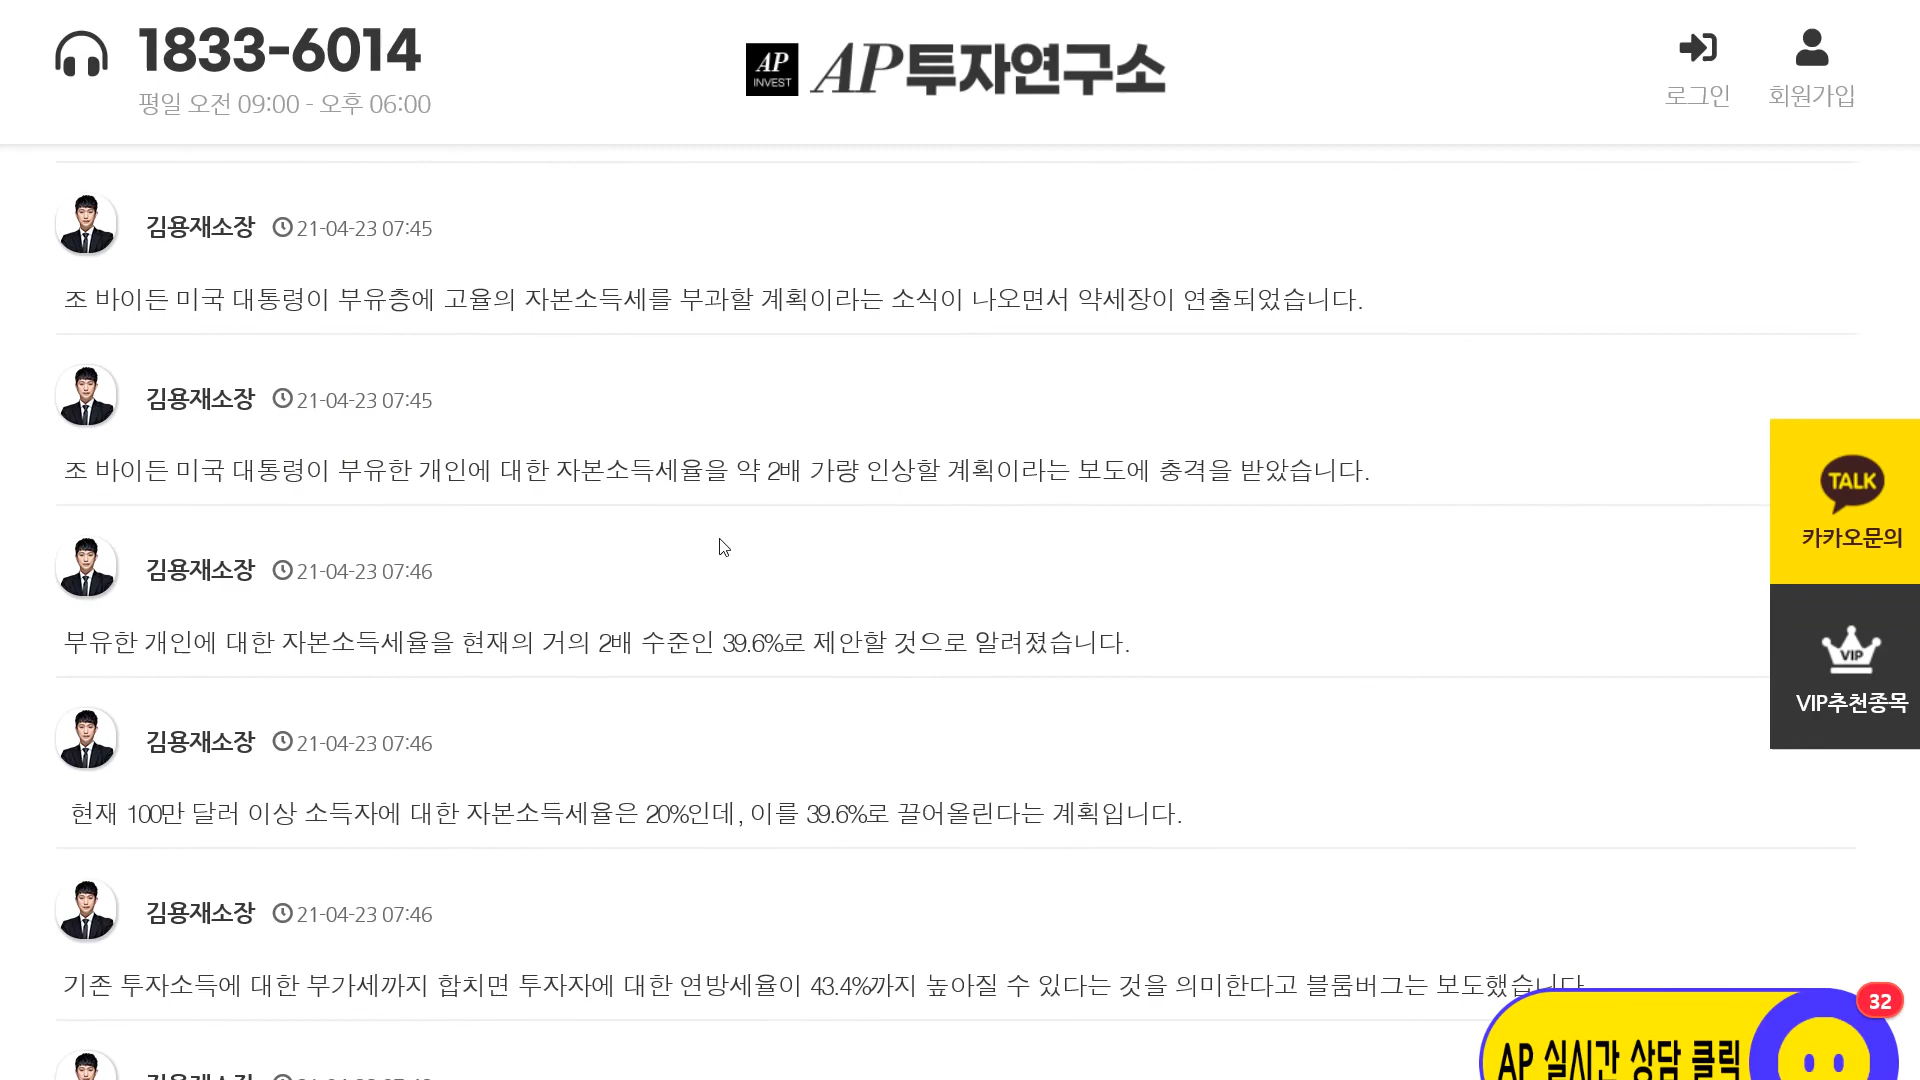 1833-6014
평일 오전 09:00 - 오후 06:00
AP
INVEST
AP투자연구소
로그인
회원가입
김용재소장 21-04-23 07:45
조 바이든 미국 대통령이 부유층에 고율의 자본소득세를 부과할 계획이라는 소식이 나오면서 약세장이 연출되었습니다.
김용재소장 21-04-23 07:45
조 바이든 미국 대통령이 부유한 개인에 대한 자본소득세율을 약 2배 가량 인상할 계획이라는 보도에 충격을 받았습니다.
TALK
카카오문의
김용재소장 21-04-23 07:46
부유한 개인에 대한 자본소득세율을 현재의 거의 2배 수준인 39.6%로 제안할 것으로 알려졌습니다.
VIP
VIP추천종목
김용재소장 21-04-23 07:46
현재 100만 달러 이상 소득자에 대한 자본소득세율은 20%인데, 이를 39.6%로 끌어올린다는 계획입니다.
김용재소장 21-04-23 07:46
기존 투자소득에 대한 부가세까지 합치면 투자자에 대한 연방세율이 43.4%까지 높아질 수 있다는 것을 의미한다고 블룸버그는 보도했습니다
32
AP 실시간 상담 클릭